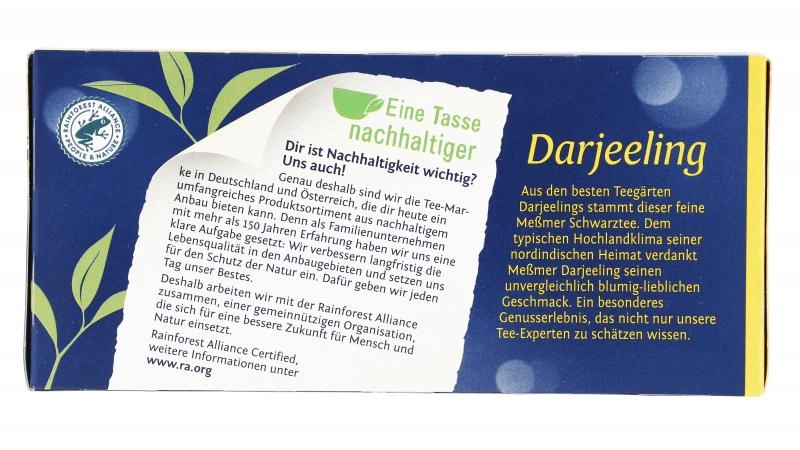 RAINFOREST ALLIANCE
PEOPLE & NATURE
Eine Tasse
nachhaltiger
Dir ist Nachhaltigkeit wichtig?
Uns auch!
Genau deshalb sind wir die Tee-Mar-
ke in Deutschland und Österreich, die dir heute ein
umfangreiches Produktsortiment aus nachhaltigem
Anbau bieten kann. Denn als Familienunternehmen
mit mehr als 150 Jahren Erfahrung haben wir uns eine
klare Aufgabe gesetzt: Wir verbessern langfristig die
Lebensqualität in den Anbaugebieten und setzen uns
für den Schutz der Natur ein. Dafür geben wir jeden
Tag unser Bestes.
Deshalb arbeiten wir mit der Rainforest Alliance
zusammen, einer gemeinnützigen Organisation,
die sich für eine bessere Zukunft für Mensch und
Natur einsetzt.
Rainforest Alliance Certified,
weitere Informationen unter
www.ra.org
Darjeeling
Aus den besten Teegärten
Darjeelings stammt dieser feine
Meßmer Schwarztee. Dem
typischen Hochlandklima seiner
nordindischen Heimat verdankt
Meßmer Darjeeling seinen
unvergleichlich blumig-lieblichen
Geschmack. Ein besonderes
Genusserlebnis, das nicht nur unsere
Tee-Experten zu schätzen wissen.